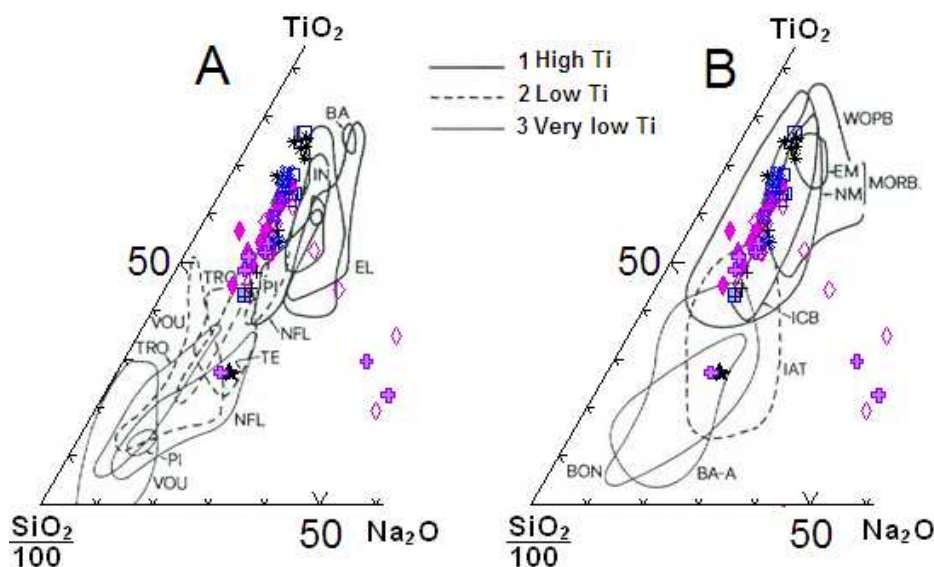 TiO₂
A
1 High Ti
2 Low Ti
3 Very low Ti
BA
IN
50
TRO
PI
EL
VOU
NFL
TRO
TE
NFL
PI
VOU
SiO₂
100
50
Na₂O
TiO₂
B
WOPB
EM
NM
MORB.
50
ICB
IAT
BON
BA-A
SiO₂
100
50
Na₂O